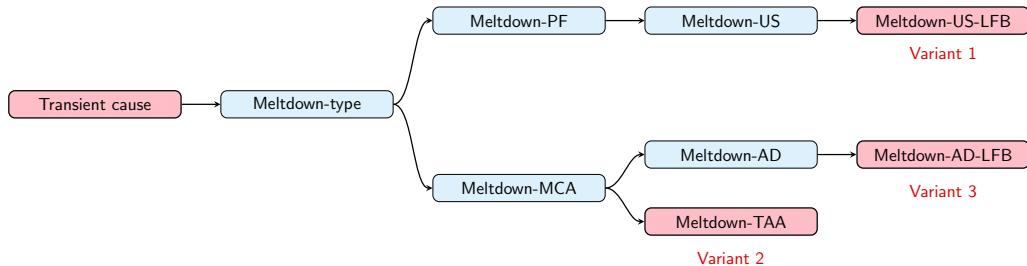 Meltdown-PF
Meltdown-US
Meltdown-US-LFB
Variant 1
Transient cause
Meltdown-type
Meltdown-AD
Meltdown-AD-LFB
Meltdown-MCA
Variant 3
Meltdown-TAA
Variant 2